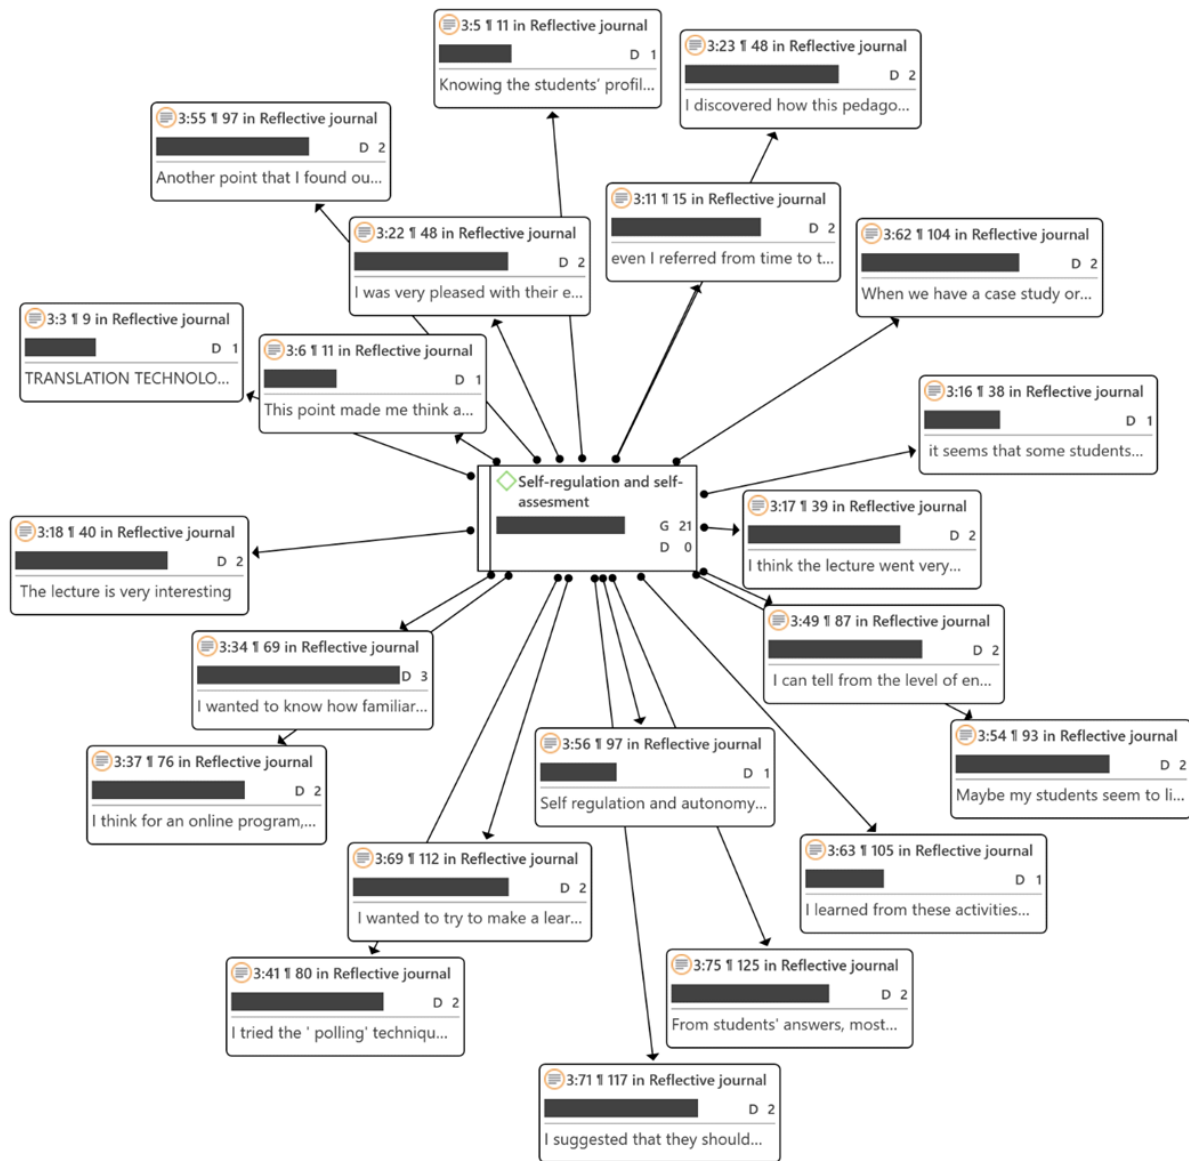 3:5 ¶ 11 in Reflective journal
D 1
Knowing the students' profil...
3:23 ¶ 48 in Reflective journal
D 2
I discovered how this pedago...
3:55 ¶ 97 in Reflective journal
D 2
Another point that I found ou...
3:11 ¶ 15 in Reflective journal
D 2
even I referred from time to t...
3:22 ¶ 48 in Reflective journal
D 2
I was very pleased with their e...
3:62 ¶ 104 in Reflective journal
D 2
When we have a case study or...
3:3 ¶ 9 in Reflective journal
D 1
TRANSLATION TECHNOLO...
3:6 ¶ 11 in Reflective journal
D 1
This point made me think a...
3:16 ¶ 38 in Reflective journal
D 1
it seems that some students...
Self-regulation and self-
assesment
G 21
D 0
3:17 ¶ 39 in Reflective journal
D 2
I think the lecture went very...
3:18 ¶ 40 in Reflective journal
D 2
The lecture is very interesting
3:49 ¶ 87 in Reflective journal
D 2
I can tell from the level of en...
3:34 ¶ 69 in Reflective journal
D 3
I wanted to know how familiar...
3:54 ¶ 93 in Reflective journal
D 2
Maybe my students seem to li...
3:56 ¶ 97 in Reflective journal
D 1
Self regulation and autonomy...
3:37 ¶ 76 in Reflective journal
D 2
I think for an online program,...
3:63 ¶ 105 in Reflective journal
D 1
I learned from these activities...
3:69 ¶ 112 in Reflective journal
D 2
I wanted to try to make a lear...
3:75 ¶ 125 in Reflective journal
D 2
From students' answers, most...
3:41 ¶ 80 in Reflective journal
D 2
I tried the ' polling' techniqu...
3:71 ¶ 117 in Reflective journal
D 2
I suggested that they should...